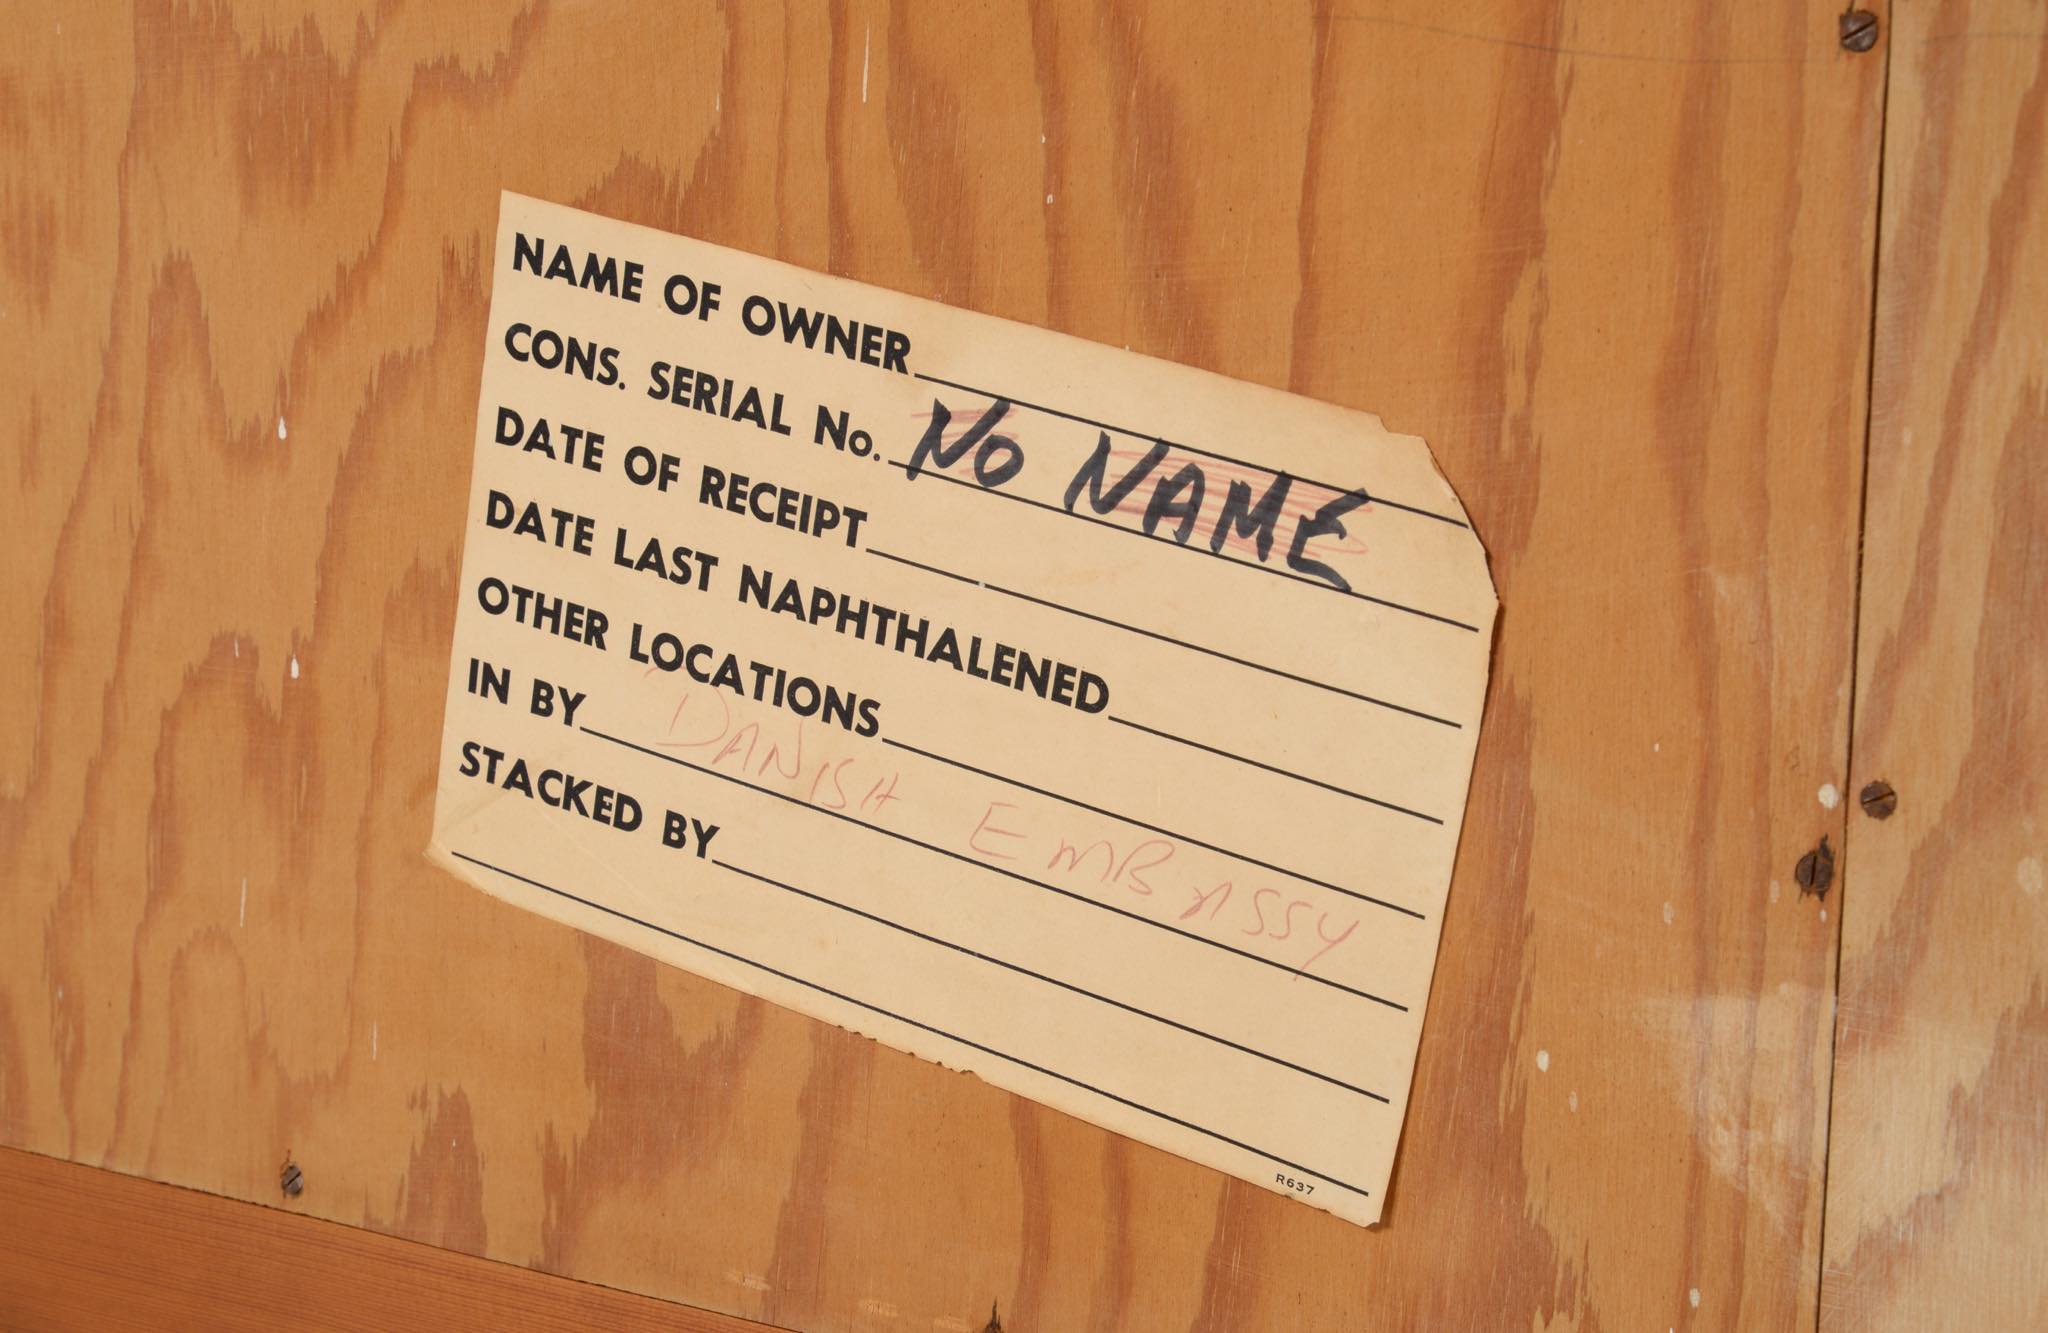 NAME OF OWNER
CONS. SERIAL No. No NAME
DATE OF RECEIPT
DATE LAST NAPHTHALENED
OTHER LOCATIONS
IN BY DANISH EMBASSY
STACKED BY
R637